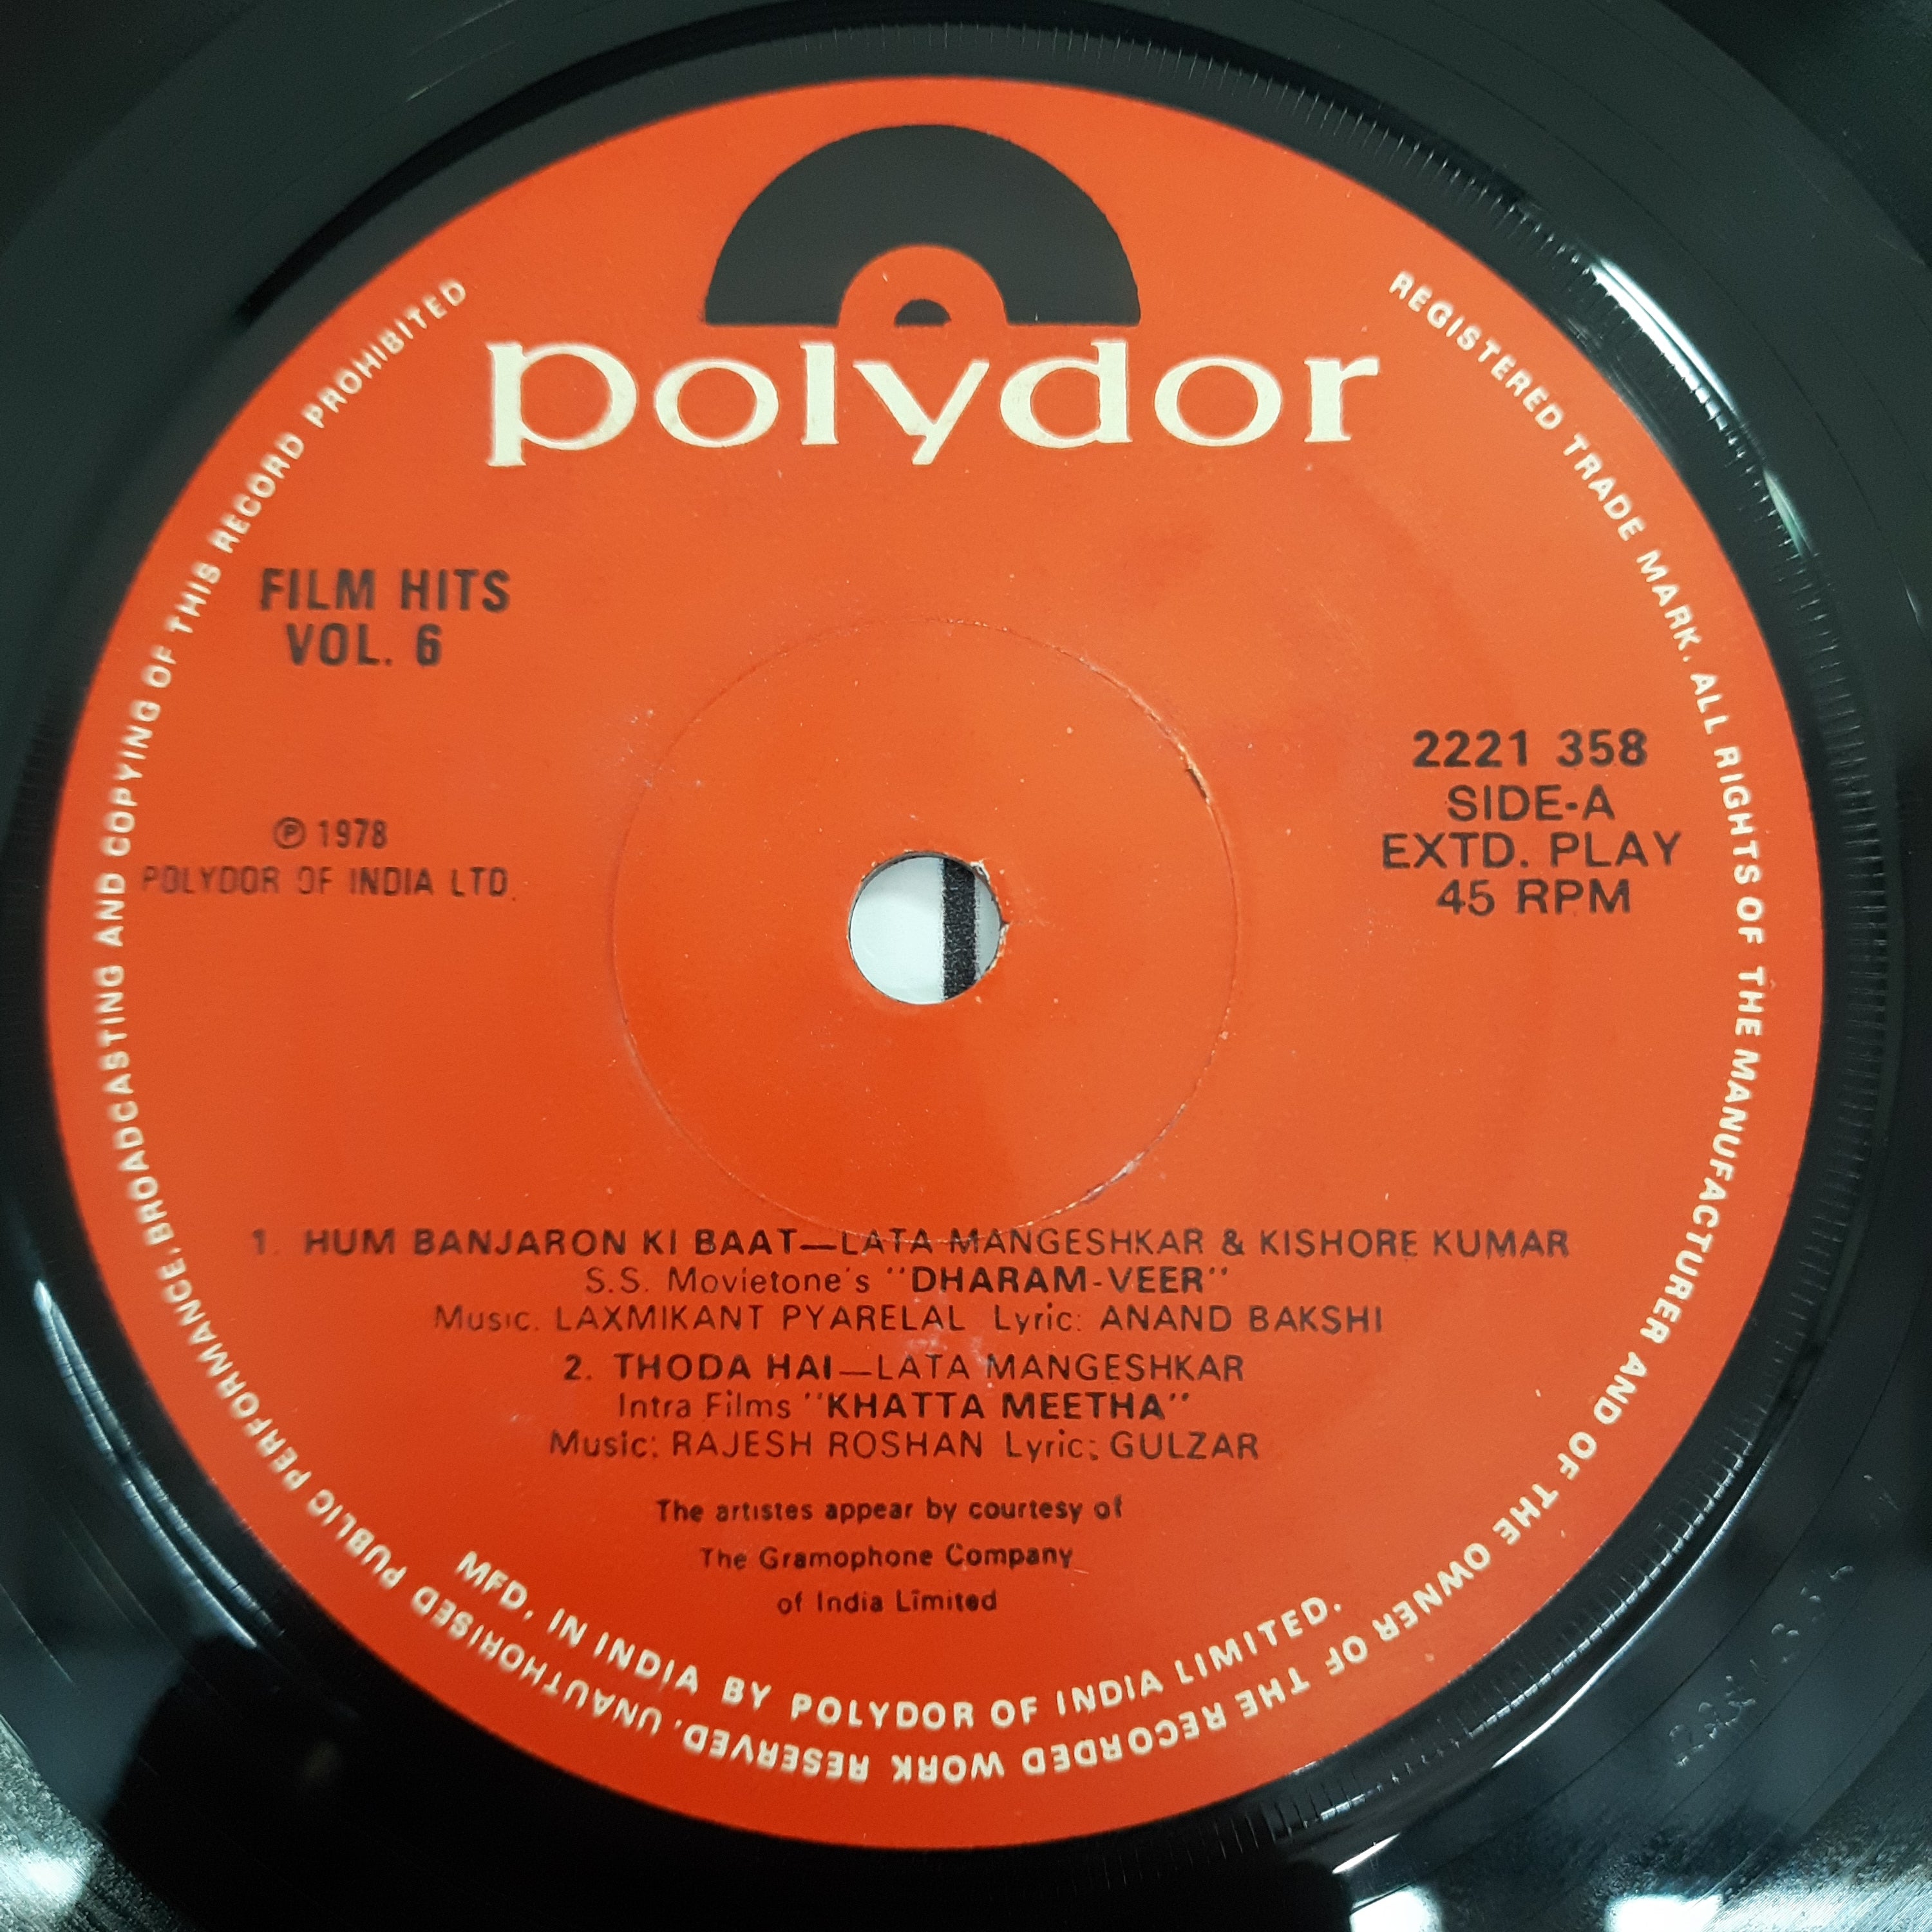 polydor
FILM HITS
VOL. 6
℗ 1978
POLYDOR OF INDIA LTD.
2221 358
SIDE-A
EXTD. PLAY
45 RPM
1. HUM BANJARON KI BAAT—LATA MANGESHKAR & KISHORE KUMAR
S.S. Movietone's "DHARAM-VEER"
Music. LAXMIKANT PYARELAL Lyric: ANAND BAKSHI
2. THODA HAI—LATA MANGESHKAR
Intra Films "KHATTA MEETHA"
Music: RAJESH ROSHAN Lyric: GULZAR
The artistes appear by courtesy of
The Gramophone Company
of India Limited
MFD. IN INDIA BY POLYDOR OF INDIA LIMITED.
REGISTERED TRADE MARK. ALL RIGHTS OF THE MANUFACTURER AND OF THE OWNER OF THE RECORDED WORK RESERVED. UNAUTHORISED PUBLIC PERFORMANCE, BROADCASTING AND COPYING OF THIS RECORD PROHIBITED